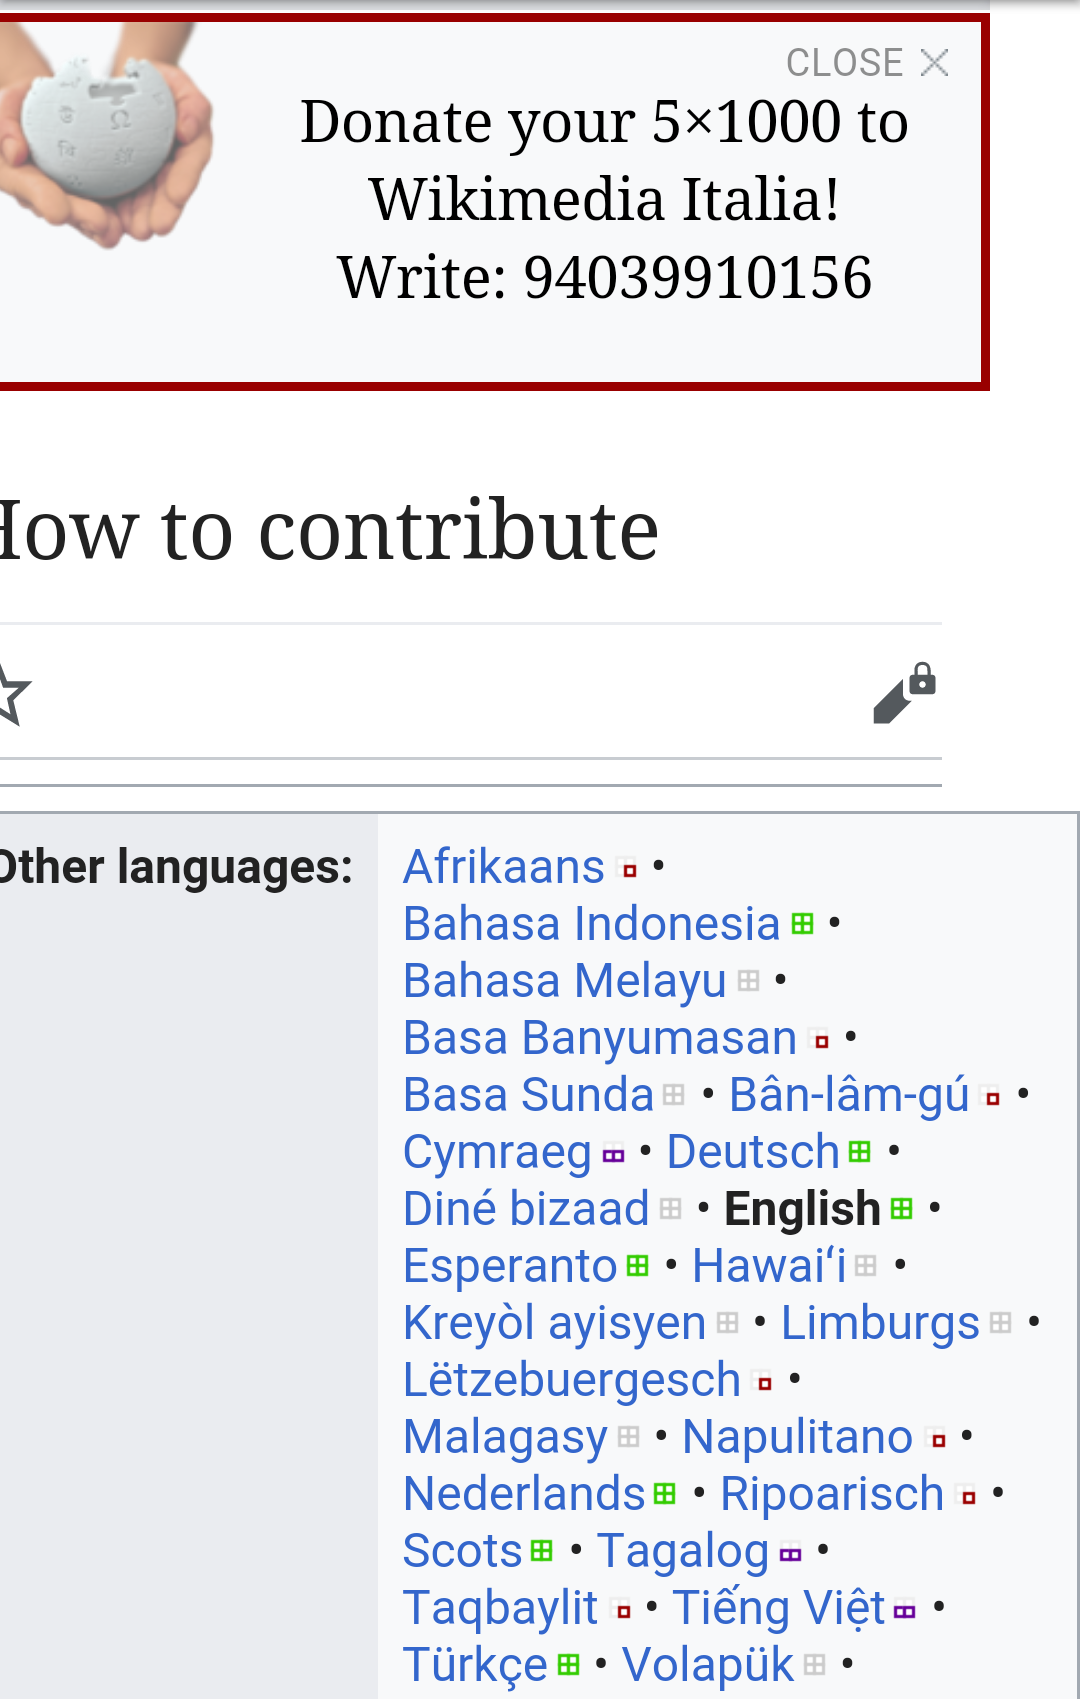 CLOSE
Donate your 5×1000 to
Wikimedia Italia!
Write: 94039910156
How to contribute
Other languages:
Afrikaans •
Bahasa Indonesia •
Bahasa Melayu •
Basa Banyumasan •
Basa Sunda • Bân-lâm-gú •
Cymraeg • Deutsch •
Diné bizaad • English •
Esperanto • Hawaiʻi •
Kreyòl ayisyen • Limburgs •
Lëtzebuergesch •
Malagasy • Napulitano •
Nederlands • Ripoarisch •
Scots • Tagalog •
Taqbaylit • Tiếng Việt •
Türkçe • Volapük •